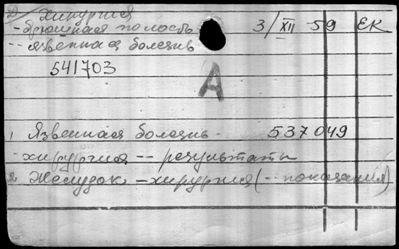 2) хирургия
- брюшная полость 3/XII 59 ЕК
-- язвенная болезнь
541703
А
1. Язвенная болезнь - 537049
- хирургия -- результаты
2. Желудок - хирургия (-- показания)